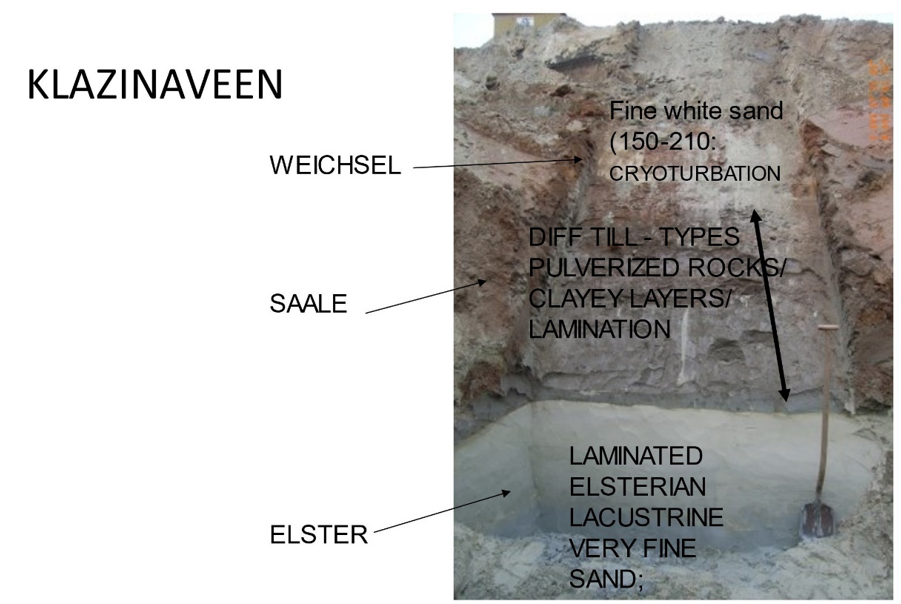 KLAZINAVEEN
Fine white sand
(150-210:
CRYOTURBATION
WEICHSEL
DIFF TILL - TYPES
PULVERIZED ROCKS/
CLAYEY LAYERS/
LAMINATION
SAALE
LAMINATED
ELSTERIAN
LACUSTRINE
VERY FINE
SAND;
ELSTER